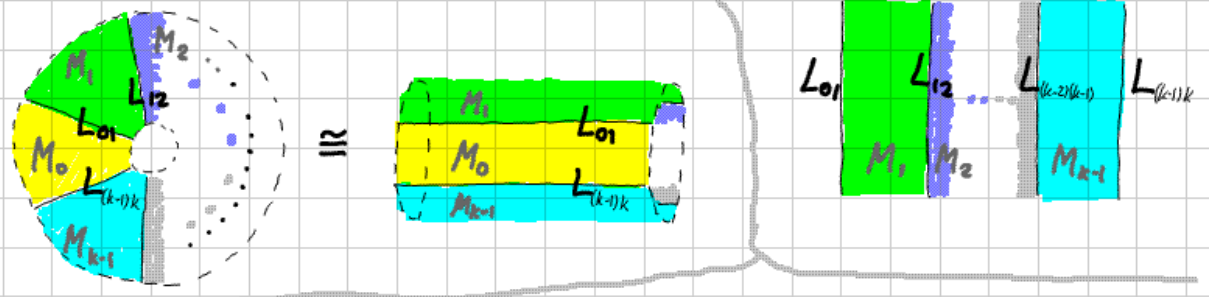 M₁ M₂
L₁₂
L₀₁
M₀
L₍ₖ₋₁₎ₖ
Mₖ₋₁
≅
M₁
L₀₁
M₀
L₍ₖ₋₁₎ₖ
Mₖ₋₁
L₀₁ L₁₂ L₍ₖ₋₂₎₍ₖ₋₁₎ L₍ₖ₋₁₎ₖ
M₁ M₂ Mₖ₋₁